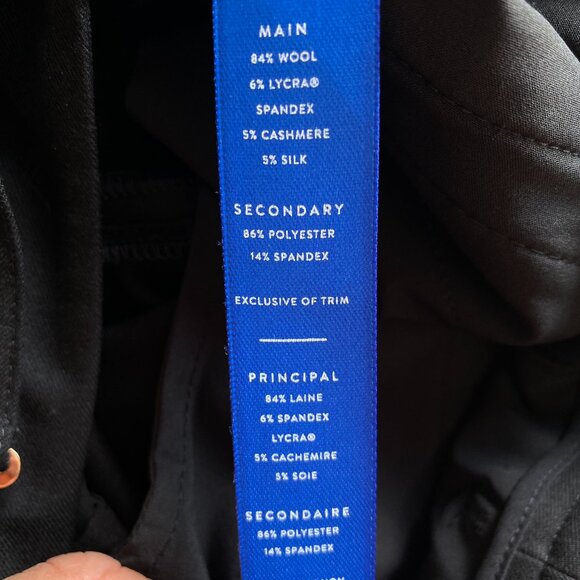 MAIN
84% WOOL
6% LYCRA®
SPANDEX
5% CASHMERE
5% SILK
SECONDARY
86% POLYESTER
14% SPANDEX
EXCLUSIVE OF TRIM
PRINCIPAL
84% LAINE
6% SPANDEX
LYCRA®
5% CACHEMIRE
5% SOIE
SECONDAIRE
86% POLYESTER
14% SPANDEX